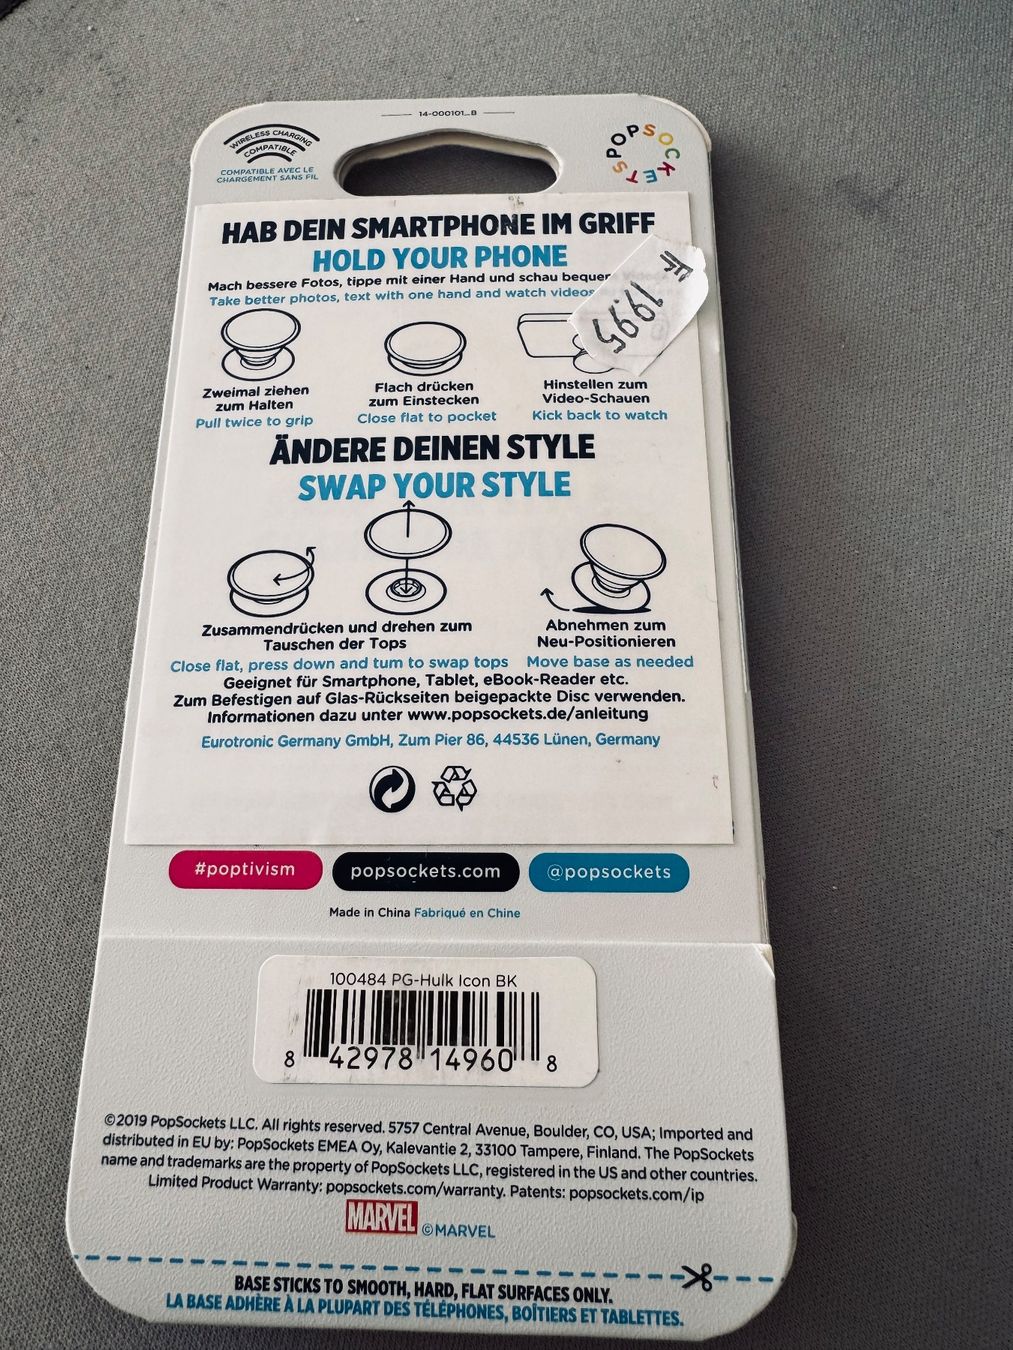 14-000101_B
WIRELESS CHARGING
COMPATIBLE
COMPATIBLE AVEC LE
CHARGEMENT SANS FIL
POPSOCKETS
HAB DEIN SMARTPHONE IM GRIFF
HOLD YOUR PHONE
Mach bessere Fotos, tippe mit einer Hand und schau
Take better photos, text with one hand and watch videos
19.95
Zweimal ziehen
zum Halten
Pull twice to grip
Flach drücken
zum Einstecken
Close flat to pocket
Hinstellen zum
Video-Schauen
Kick back to watch
ÄNDERE DEINEN STYLE
SWAP YOUR STYLE
Zusammendrücken und drehen zum
Tauschen der Tops
Close flat, press down and tum to swap tops
Abnehmen zum
Neu-Positionieren
Move base as needed
Geeignet für Smartphone, Tablet, eBook-Reader etc.
Zum Befestigen auf Glas-Rückseiten beigepackte Disc verwenden.
Informationen dazu unter www.popsockets.de/anleitung
Eurotronic Germany GmbH, Zum Pier 86, 44536 Lünen, Germany
#poptivism popsockets.com @popsockets
Made in China Fabriqué en Chine
100484 PG-Hulk Icon BK
8 42978 14960 8
©2019 PopSockets LLC. All rights reserved. 5757 Central Avenue, Boulder, CO, USA; Imported and
distributed in EU by: PopSockets EMEA Oy, Kalevantie 2, 33100 Tampere, Finland. The PopSockets
name and trademarks are the property of PopSockets LLC, registered in the US and other countries.
Limited Product Warranty: popsockets.com/warranty. Patents: popsockets.com/ip
MARVEL ©MARVEL
BASE STICKS TO SMOOTH, HARD, FLAT SURFACES ONLY.
LA BASE ADHÈRE À LA PLUPART DES TÉLÉPHONES, BOÎTIERS ET TABLETTES.